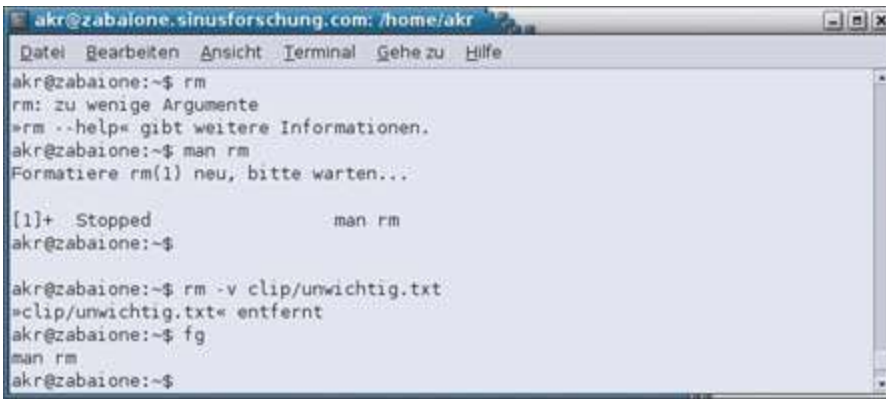 akr@zabaione.sinusforschung.com: /home/akr
Datei Bearbeiten Ansicht Terminal Gehe zu Hilfe
akr@zabaione:~$ rm
rm: zu wenige Argumente
»rm --help« gibt weitere Informationen.
akr@zabaione:~$ man rm
Formatiere rm(1) neu, bitte warten...
[1]+  Stopped                 man rm
akr@zabaione:~$
akr@zabaione:~$ rm -v clip/unwichtig.txt
»clip/unwichtig.txt« entfernt
akr@zabaione:~$ fg
man rm
akr@zabaione:~$